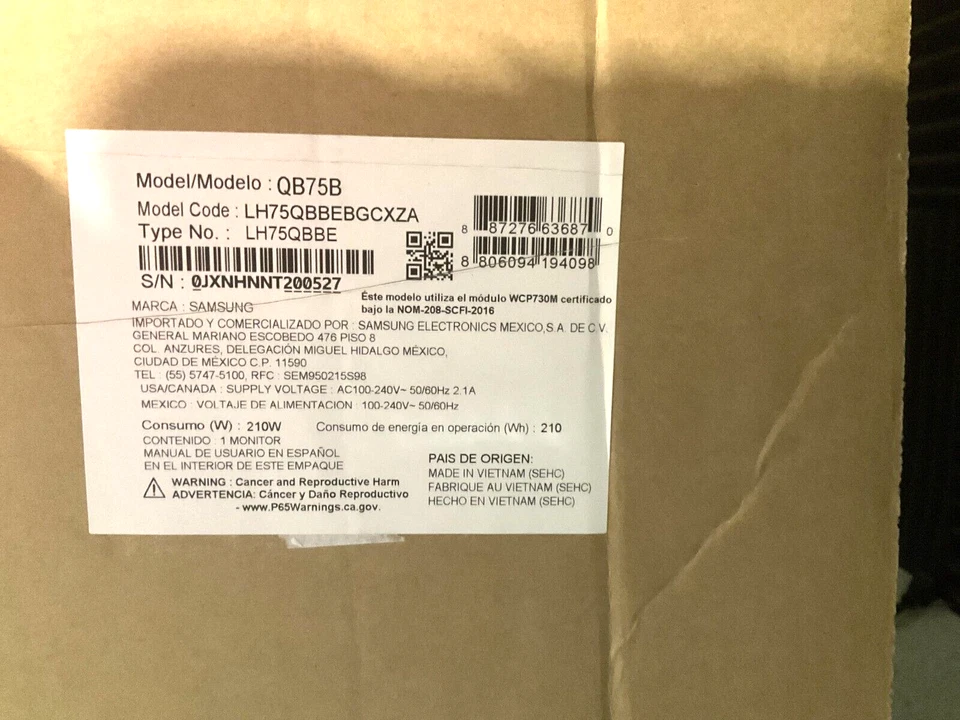 Model/Modelo : QB75B
Model Code : LH75QBBEBGCXZA
Type No. : LH75QBBE
8 87276 63687 0
8 806094 194098
S/N : 0JXNHNNT200527
Éste modelo utiliza el módulo WCP730M certificado
bajo la NOM-208-SCFI-2016
MARCA : SAMSUNG
IMPORTADO Y COMERCIALIZADO POR : SAMSUNG ELECTRONICS MEXICO,S.A. DE C.V.
GENERAL MARIANO ESCOBEDO 476 PISO 8
COL. ANZURES, DELEGACIÓN MIGUEL HIDALGO MÉXICO,
CIUDAD DE MÉXICO C.P. 11590
TEL : (55) 5747-5100, RFC : SEM950215S98
USA/CANADA : SUPPLY VOLTAGE : AC100-240V~ 50/60Hz 2.1A
MEXICO : VOLTAJE DE ALIMENTACION : 100-240V~ 50/60Hz
Consumo (W) : 210W
Consumo de energía en operación (Wh) : 210
CONTENIDO : 1 MONITOR
MANUAL DE USUARIO EN ESPAÑOL
EN EL INTERIOR DE ESTE EMPAQUE
WARNING : Cancer and Reproductive Harm
ADVERTENCIA: Cáncer y Daño Reproductivo
- www.P65Warnings.ca.gov.
PAIS DE ORIGEN:
MADE IN VIETNAM (SEHC)
FABRIQUE AU VIETNAM (SEHC)
HECHO EN VIETNAM (SEHC)